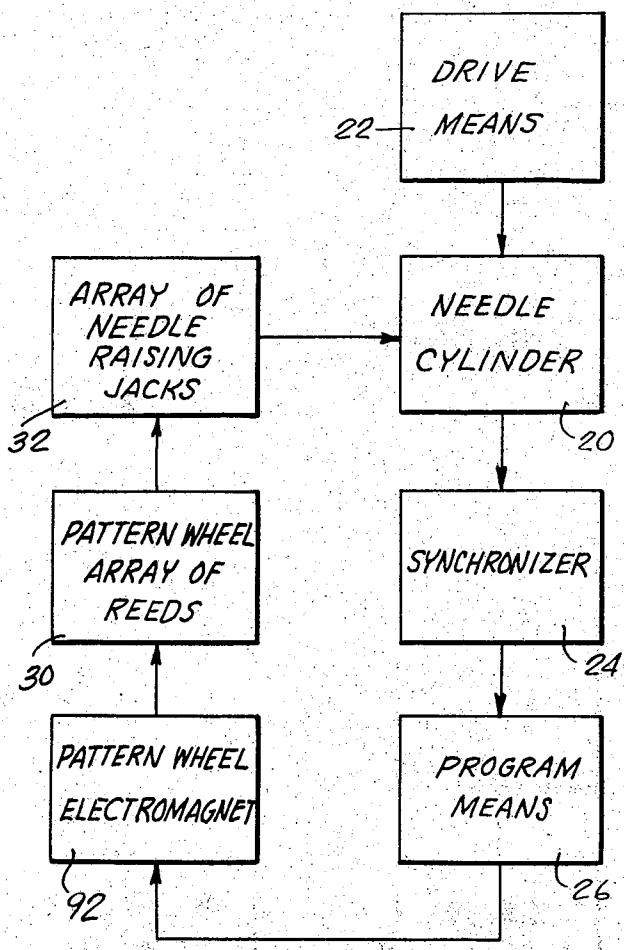 DRIVE
MEANS
22
ARRAY OF
NEEDLE
RAISING
JACKS
32
NEEDLE
CYLINDER
20
PATTERN WHEEL
ARRAY OF
REEDS
30
SYNCHRONIZER
24
PATTERN WHEEL
ELECTROMAGNET
92
PROGRAM
MEANS
26